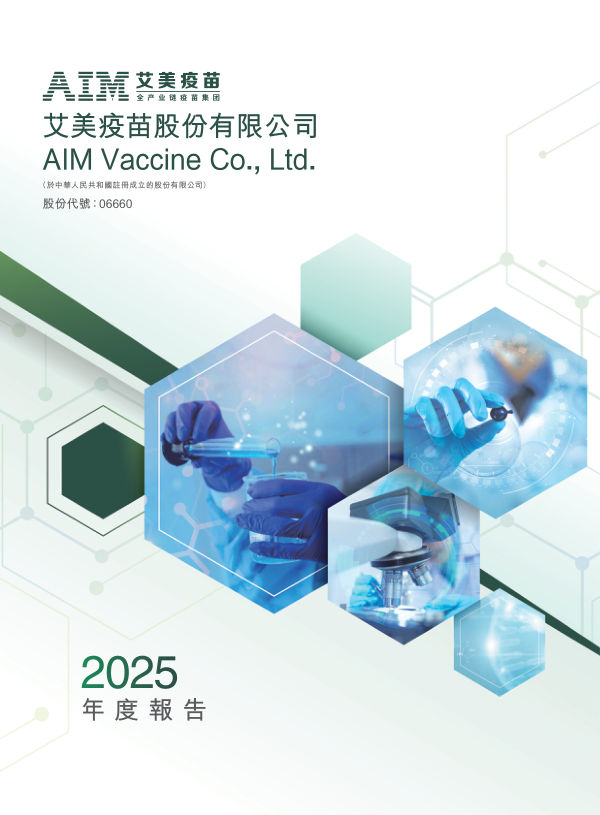 AIM 艾美疫苗
全产业链疫苗集团
艾美疫苗股份有限公司
AIM Vaccine Co., Ltd.
（於中華人民共和國註冊成立的股份有限公司）
股份代號：06660
2025
年度報告